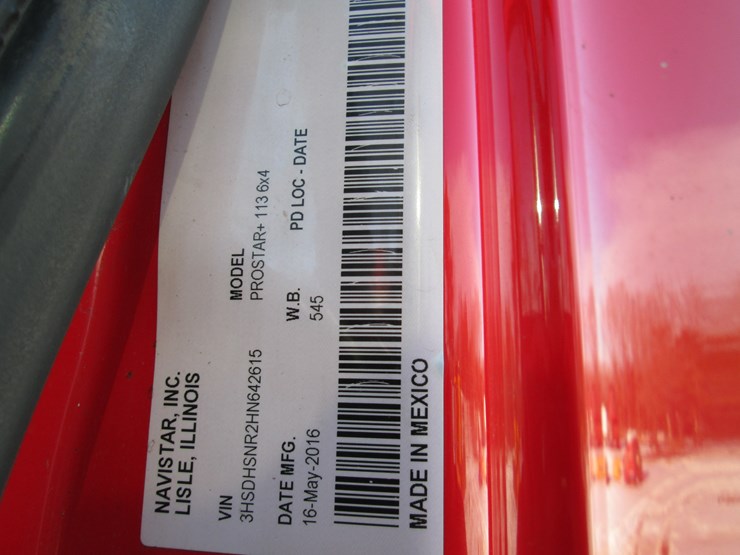 NAVISTAR, INC.
LISLE, ILLINOIS
VIN MODEL
3HSDHSNR2HN642615 PROSTAR+ 113 6x4
DATE MFG. W.B. PD LOC - DATE
16-May-2016 545
MADE IN MEXICO